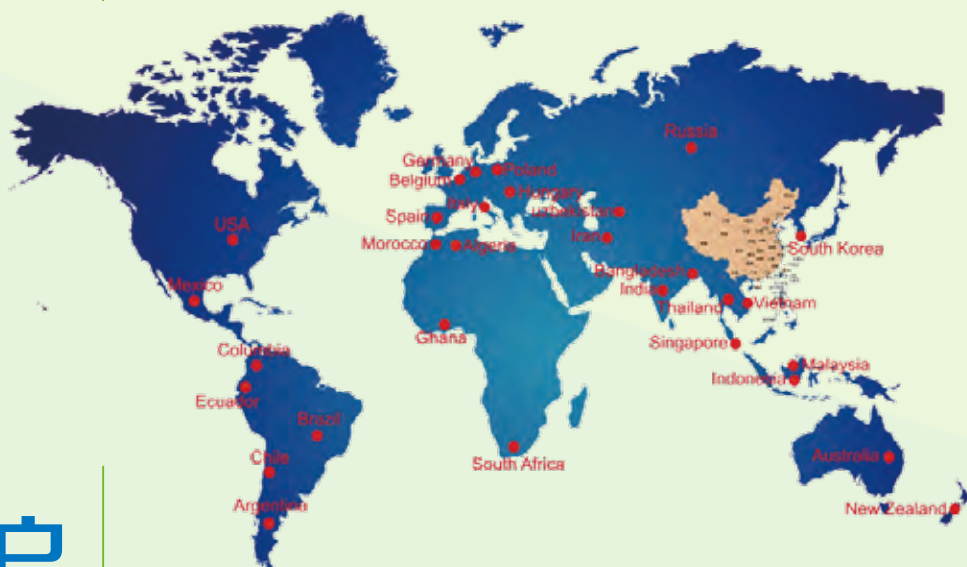 Russia
Germany
Poland
Belgium
Hungary
Italy
uzbekistan
Spain
USA
Morocco
Algeria
Iran
South Korea
Bangladesh
India
Mexico
Thailand
Vietnam
Ghana
Singapore
Columbia
Malaysia
Indonesia
Ecuador
Brazil
Chile
Australia
South Africa
Argentina
New Zealand